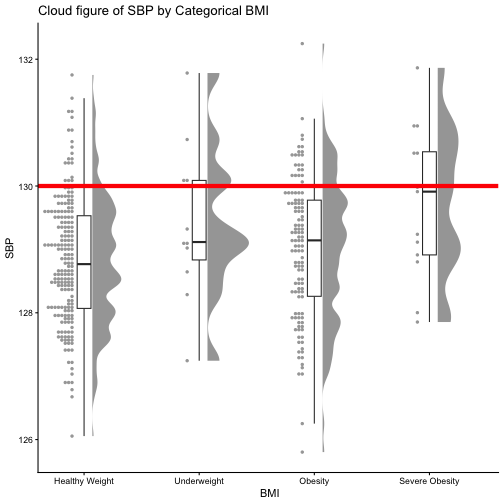 Cloud figure of SBP by Categorical BMI
132
130
128
126
SBP
Healthy Weight
Underweight
Obesity
Severe Obesity
BMI